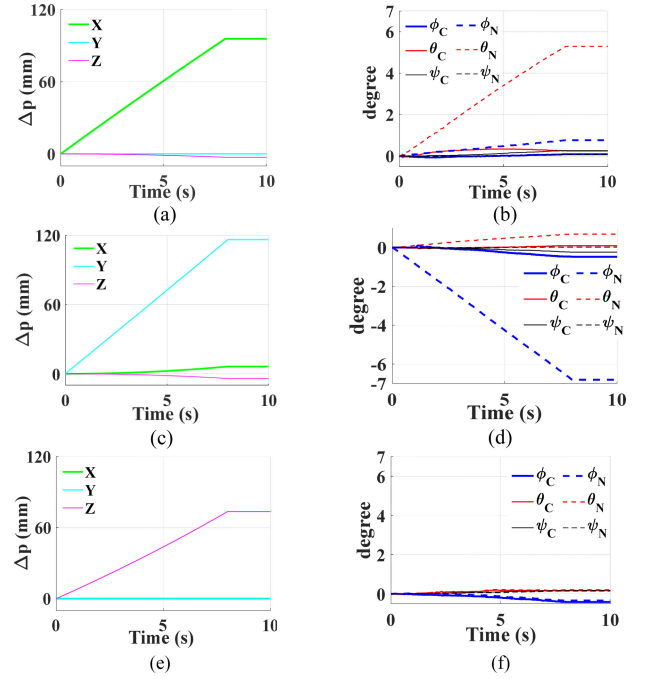 120
X
Y
Z
60
0
Δp (mm)
0 5 10
Time (s)
(a)
7
6
4
2
0
-1
degree
ϕC ϕN
θC θN
ψC ψN
0 5 10
Time (s)
(b)
120
X
Y
Z
60
0
Δp (mm)
0 5 10
Time (s)
(c)
0
-2
-4
-6
-7
degree
ϕC ϕN
θC θN
ψC ψN
0 5 10
Time (s)
(d)
120
X
Y
Z
60
0
Δp (mm)
0 5 10
Time (s)
(e)
7
6
4
2
0
degree
ϕC ϕN
θC θN
ψC ψN
0 5 10
Time (s)
(f)